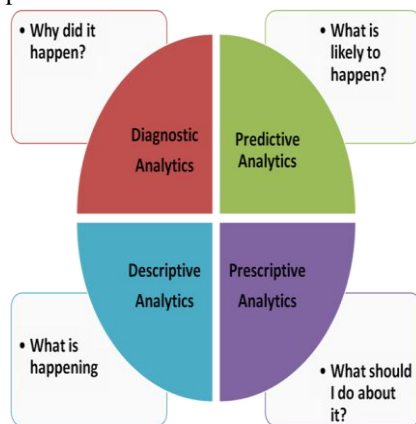 • Why did it
happen?
• What is
likely to
happen?
Diagnostic
Analytics
Predictive
Analytics
Descriptive
Analytics
Prescriptive
Analytics
• What is
happening
• What should
I do about
it?